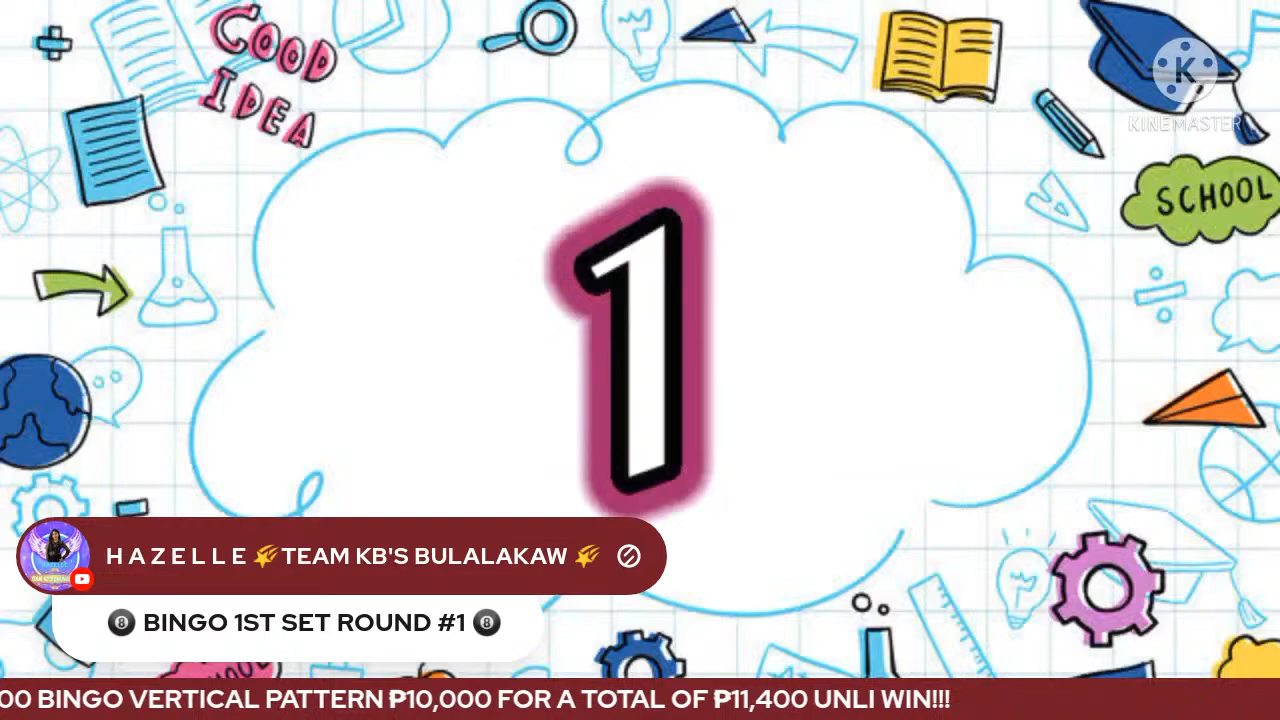 GOOD
IDEA
K
KINEMASTER
SCHOOL
1
H A Z E L L E 🌠TEAM KB'S BULALAKAW 🌠
🎱 BINGO 1ST SET ROUND #1 🎱
00 BINGO VERTICAL PATTERN ₱10,000 FOR A TOTAL OF ₱11,400 UNLI WIN!!!